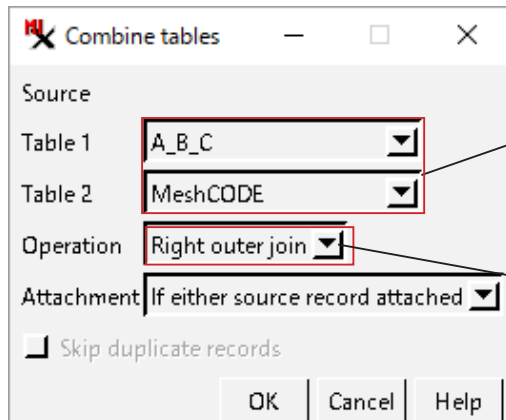 Combine tables
Source
Table 1 A_B_C
Table 2 MeshCODE
Operation Right outer join
Attachment If either source record attached
Skip duplicate records
OK Cancel Help